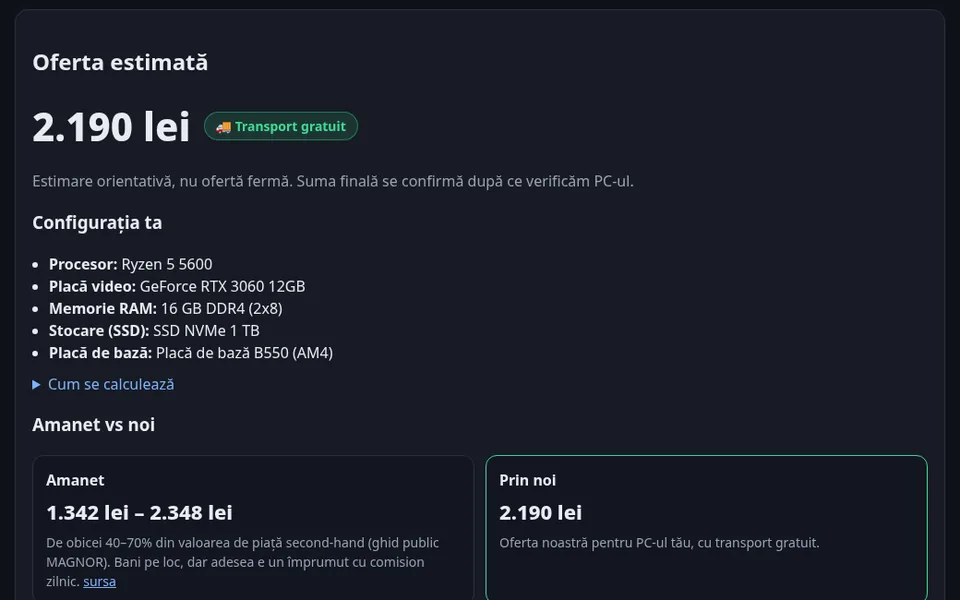 Oferta estimată
2.190 lei 🚚 Transport gratuit
Estimare orientativă, nu ofertă fermă. Suma finală se confirmă după ce verificăm PC-ul.
Configurația ta
• Procesor: Ryzen 5 5600
• Placă video: GeForce RTX 3060 12GB
• Memorie RAM: 16 GB DDR4 (2x8)
• Stocare (SSD): SSD NVMe 1 TB
• Placă de bază: Placă de bază B550 (AM4)
▶ Cum se calculează
Amanet vs noi
Amanet
1.342 lei – 2.348 lei
De obicei 40–70% din valoarea de piață second-hand (ghid public
MAGNOR). Bani pe loc, dar adesea e un împrumut cu comision
zilnic. sursa
Prin noi
2.190 lei
Oferta noastră pentru PC-ul tău, cu transport gratuit.